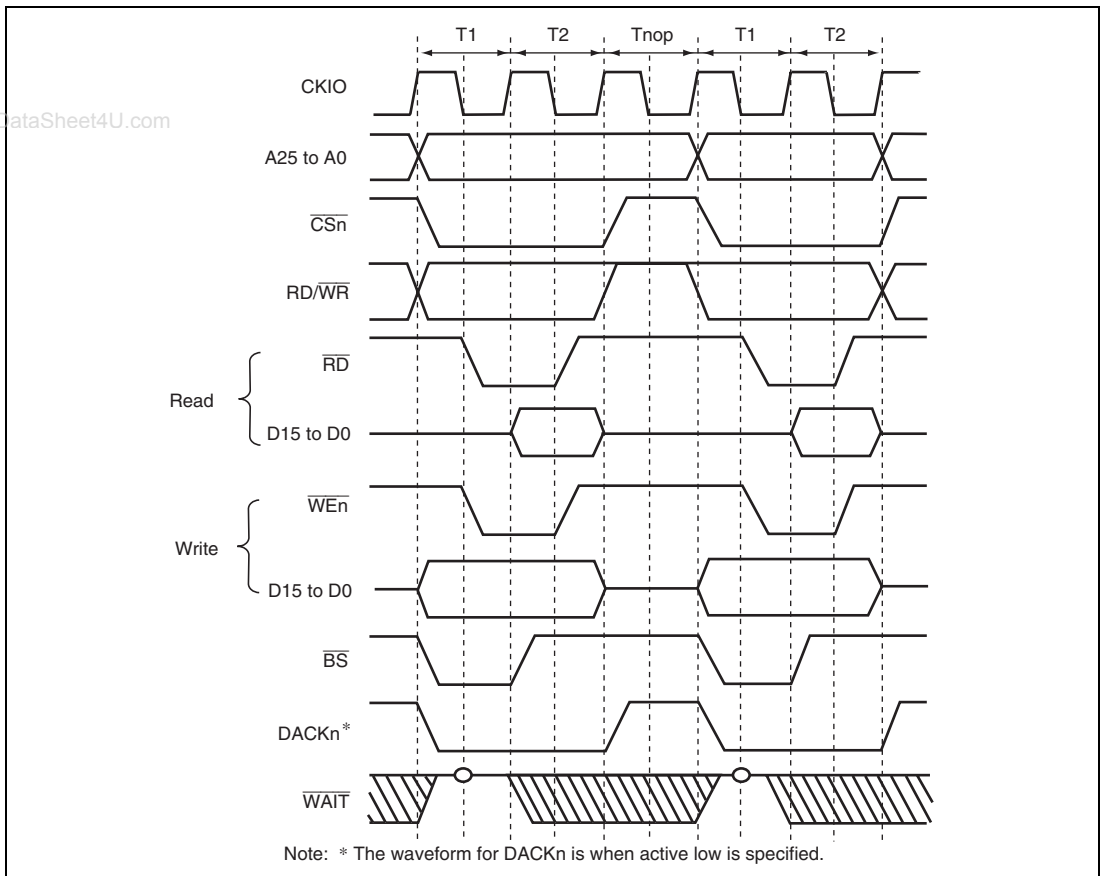 T1 T2 Tnop T1 T2
CKIO
DataSheet4U.com
A25 to A0
CSn
RD/WR
RD
Read
D15 to D0
WEn
Write
D15 to D0
BS
DACKn*
WAIT
Note: * The waveform for DACKn is when active low is specified.